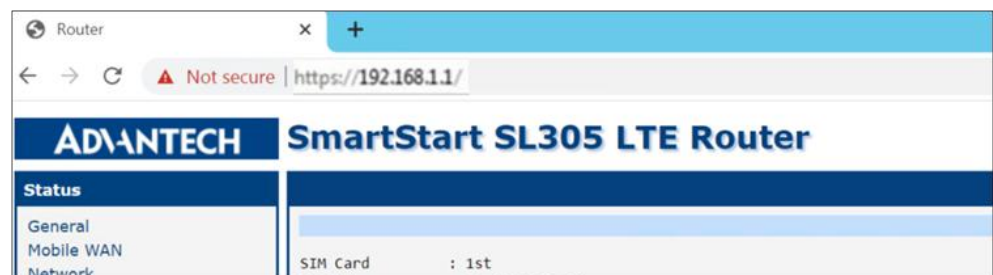 Router
Not secure https://192.168.1.1/
ADVANTECH SmartStart SL305 LTE Router
Status
General
Mobile WAN
SIM Card : 1st
Network